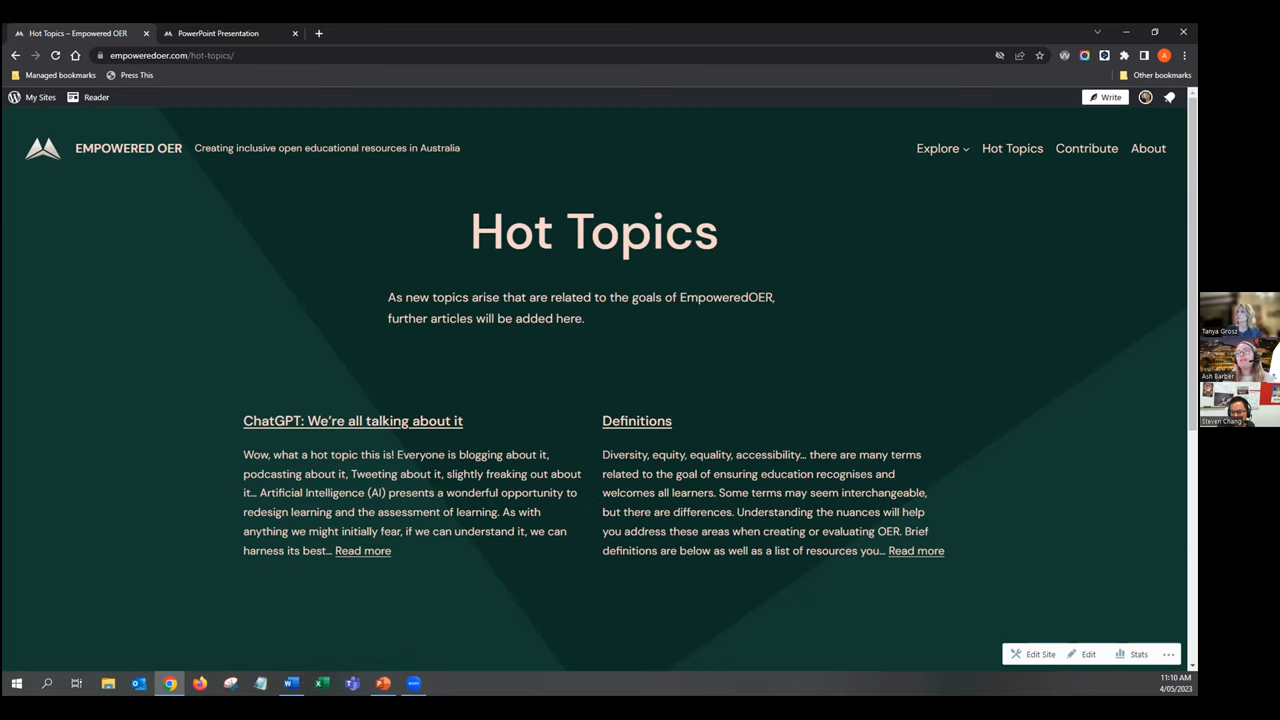 Hot Topics – Empowered OER
PowerPoint Presentation
empoweredoer.com/hot-topics/
A
Managed bookmarks
Press This
Other bookmarks
My Sites
Reader
Write
EMPOWERED OER
Creating inclusive open educational resources in Australia
Explore
Hot Topics
Contribute
About
Hot Topics
As new topics arise that are related to the goals of EmpoweredOER,
further articles will be added here.
ChatGPT: We're all talking about it
Wow, what a hot topic this is! Everyone is blogging about it,
podcasting about it, Tweeting about it, slightly freaking out about
it… Artificial Intelligence (AI) presents a wonderful opportunity to
redesign learning and the assessment of learning. As with
anything we might initially fear, if we can understand it, we can
harness its best… Read more
Definitions
Diversity, equity, equality, accessibility… there are many terms
related to the goal of ensuring education recognises and
welcomes all learners. Some terms may seem interchangeable,
but there are differences. Understanding the nuances will help
you address these areas when creating or evaluating OER. Brief
definitions are below as well as a list of resources you… Read more
Tanya Grosz
Ash Barber
Steven Chang
Edit Site
Edit
Stats
11:10 AM
4/05/2023